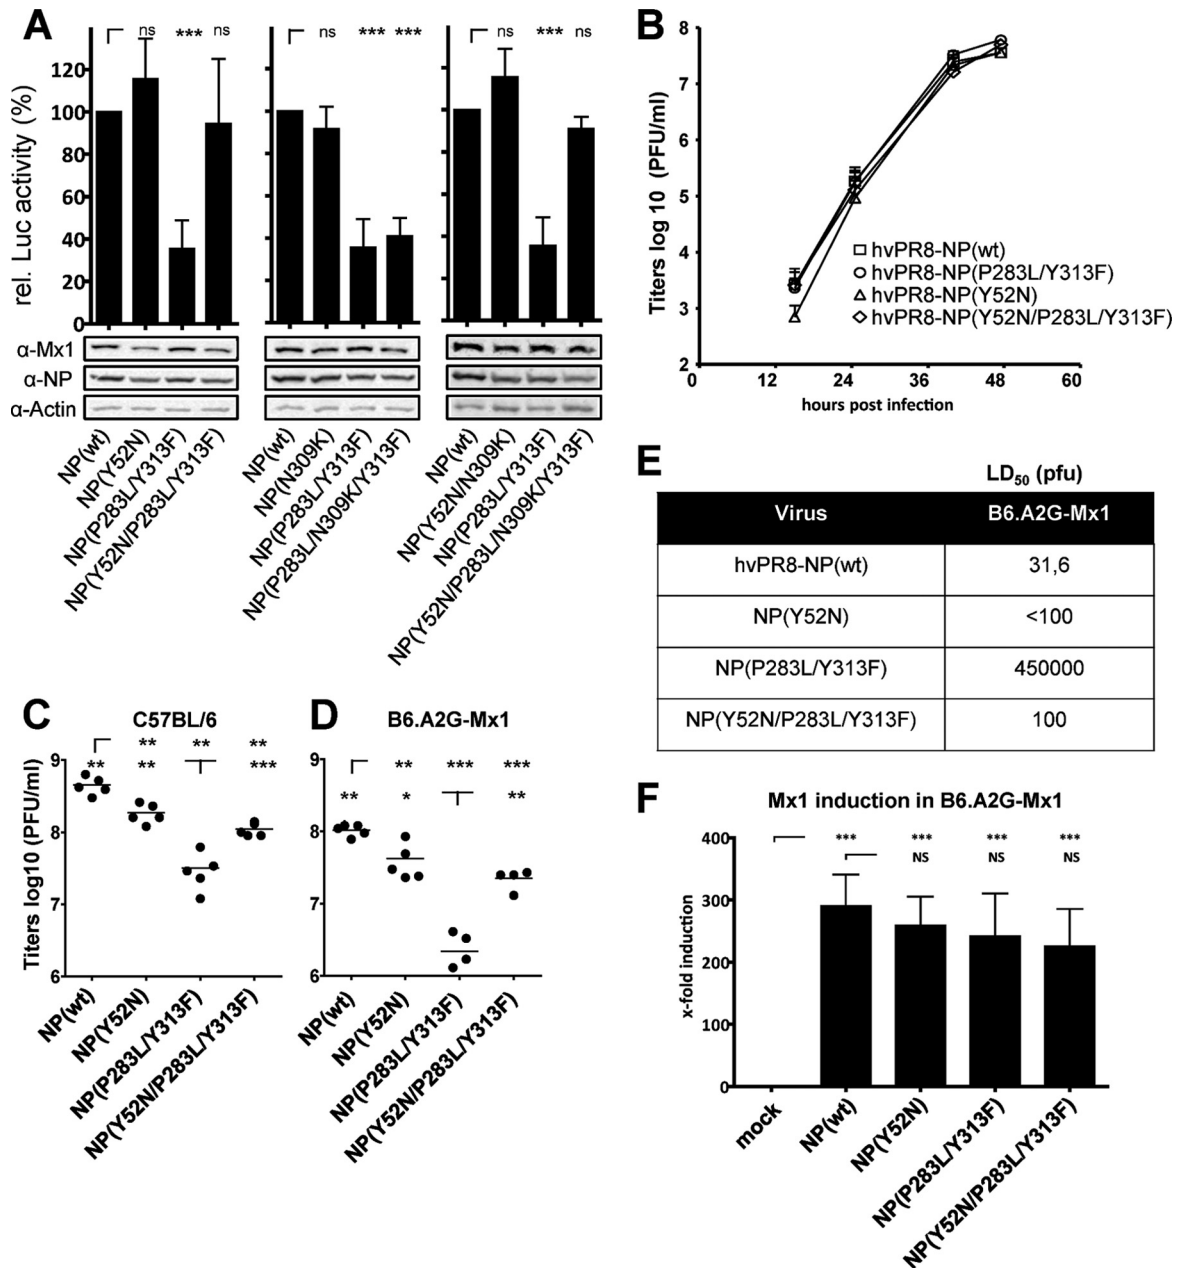 A
ns *** ns
ns *** ***
ns *** ns
rel. Luc activity (%)
120
100
80
60
40
20
0
α-Mx1
α-NP
α-Actin
NP(wt)
NP(Y52N)
NP(P283L/Y313F)
NP(Y52N/P283L/Y313F)
NP(wt)
NP(N309K)
NP(P283L/Y313F)
NP(P283L/N309K/Y313F)
NP(wt)
NP(Y52N/N309K)
NP(P283L/Y313F)
NP(Y52N/P283L/N309K/Y313F)
B
Titers log 10 (PFU/ml)
8
7
6
5
4
3
2
0 12 24 36 48 60
hours post infection
hvPR8-NP(wt)
hvPR8-NP(P283L/Y313F)
hvPR8-NP(Y52N)
hvPR8-NP(Y52N/P283L/Y313F)
E
LD50 (pfu)
Virus B6.A2G-Mx1
hvPR8-NP(wt) 31,6
NP(Y52N) <100
NP(P283L/Y313F) 450000
NP(Y52N/P283L/Y313F) 100
C
C57BL/6
** ** **
** ** ***
Titers log10 (PFU/ml)
9
8
7
6
NP(wt)
NP(Y52N)
NP(P283L/Y313F)
NP(Y52N/P283L/Y313F)
D
B6.A2G-Mx1
** *** ***
** * **
9
8
7
6
NP(wt)
NP(Y52N)
NP(P283L/Y313F)
NP(Y52N/P283L/Y313F)
F
Mx1 induction in B6.A2G-Mx1
*** *** *** ***
NS NS NS
x-fold induction
400
300
200
100
0
mock
NP(wt)
NP(Y52N)
NP(P283L/Y313F)
NP(Y52N/P283L/Y313F)